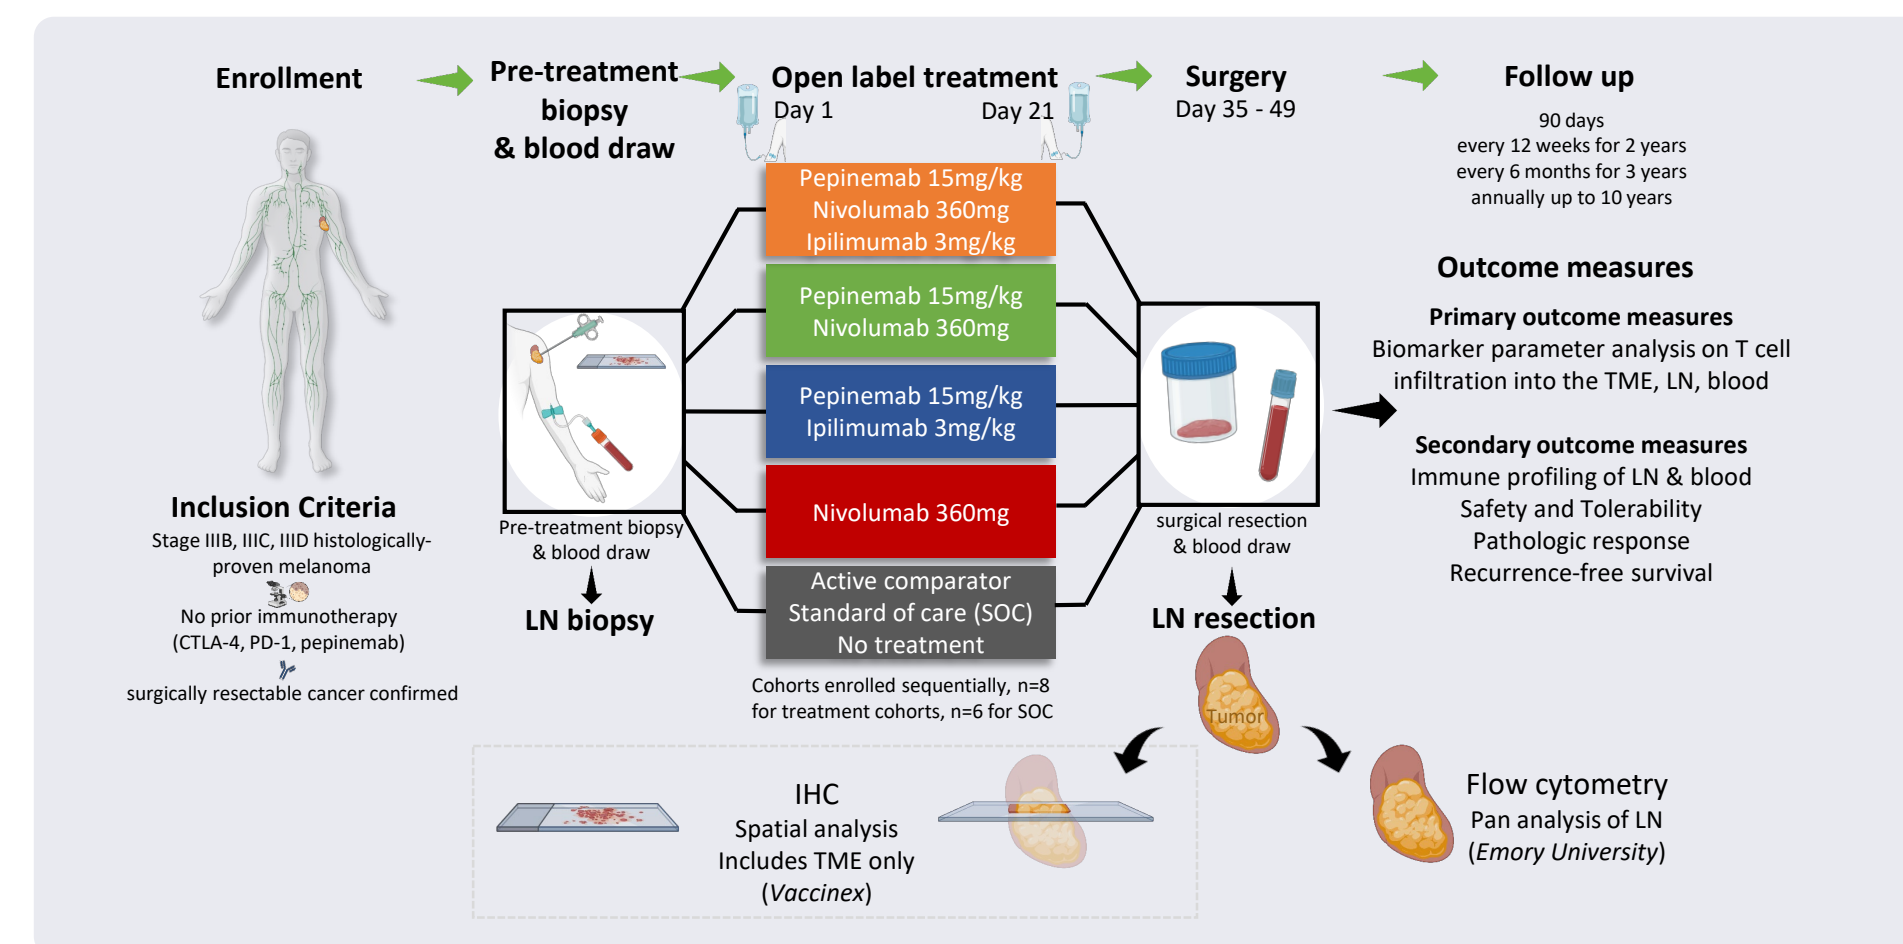 Enrollment
Pre-treatment
biopsy
& blood draw
Open label treatment
Day 1
Day 21
Surgery
Day 35 - 49
Follow up
90 days
every 12 weeks for 2 years
every 6 months for 3 years
annually up to 10 years
Inclusion Criteria
Stage IIIB, IIIC, IIID histologically-
proven melanoma
No prior immunotherapy
(CTLA-4, PD-1, pepinemab)
surgically resectable cancer confirmed
Pre-treatment biopsy
& blood draw
LN biopsy
Pepinemab 15mg/kg
Nivolumab 360mg
Ipilimumab 3mg/kg
Pepinemab 15mg/kg
Nivolumab 360mg
Pepinemab 15mg/kg
Ipilimumab 3mg/kg
Nivolumab 360mg
Active comparator
Standard of care (SOC)
No treatment
Cohorts enrolled sequentially, n=8
for treatment cohorts, n=6 for SOC
surgical resection
& blood draw
LN resection
Tumor
Outcome measures
Primary outcome measures
Biomarker parameter analysis on T cell
infiltration into the TME, LN, blood
Secondary outcome measures
Immune profiling of LN & blood
Safety and Tolerability
Pathologic response
Recurrence-free survival
IHC
Spatial analysis
Includes TME only
(Vaccinex)
Flow cytometry
Pan analysis of LN
(Emory University)